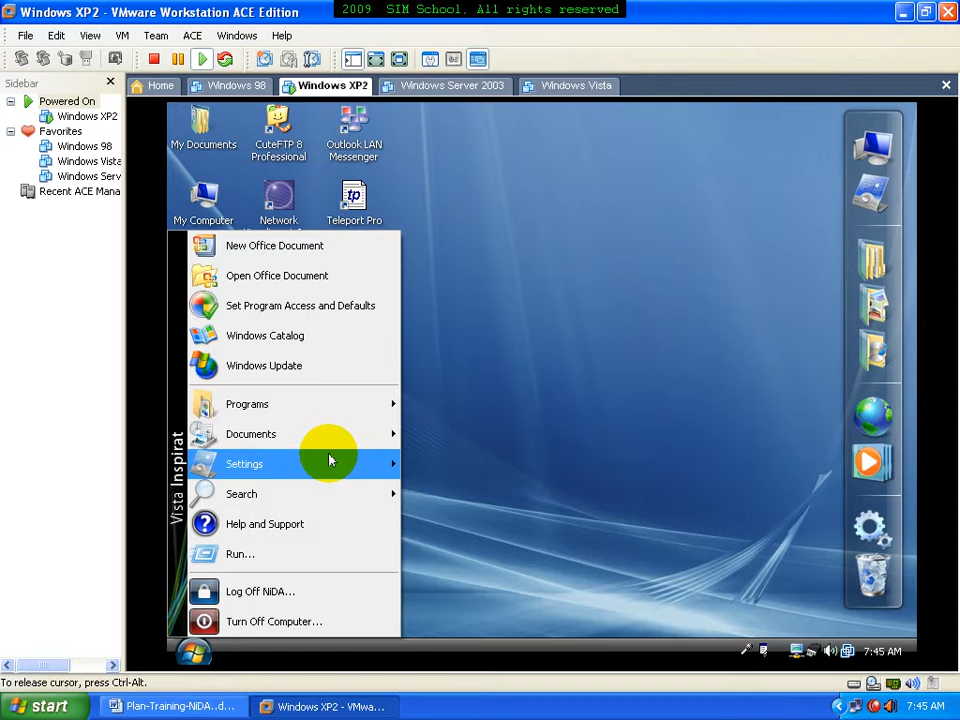 Windows XP2 - VMware Workstation ACE Edition
2009 SIM School, All rights reserved
File Edit View VM Team ACE Windows Help
Sidebar
Powered On
Windows XP2
Favorites
Windows 98
Windows Vista
Windows Serv
Recent ACE Mana
Home
Windows 98
Windows XP2
Windows Server 2003
Windows Vista
My Documents
CuteFTP 8
Professional
Outlook LAN
Messenger
My Computer
Network
Teleport Pro
New Office Document
Open Office Document
Set Program Access and Defaults
Windows Catalog
Windows Update
Programs
Documents
Settings
Search
Help and Support
Run...
Log Off NiDA...
Turn Off Computer...
Vista Inspirat
7:45 AM
To release cursor, press Ctrl-Alt.
start
Plan-Training-NiDA..d...
Windows XP2 - VMwa...
7:45 AM